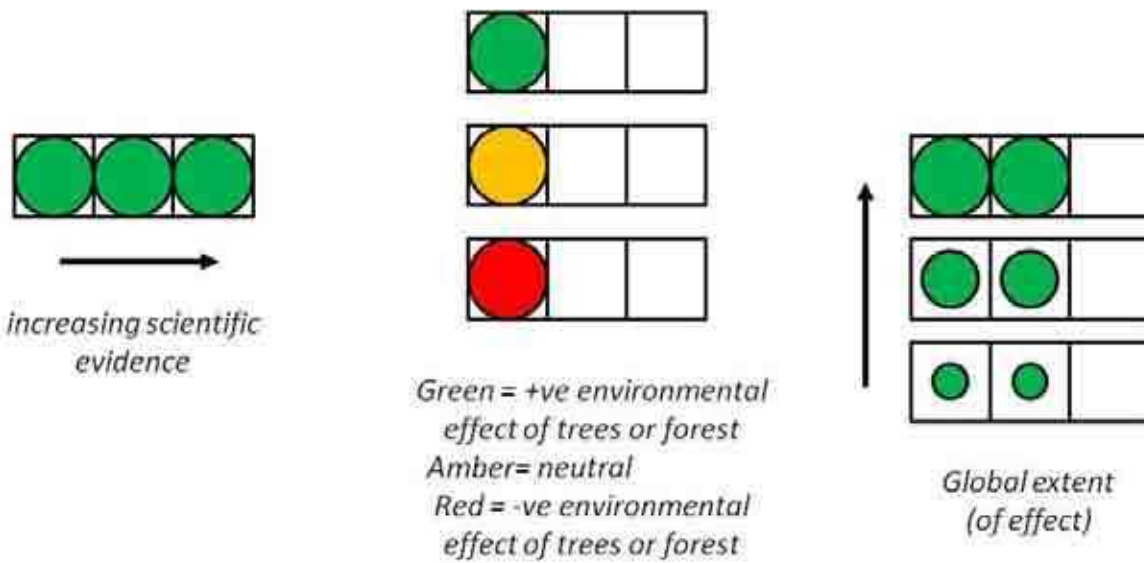 increasing scientific
evidence
Green = +ve environmental
effect of trees or forest
Amber= neutral
Red = -ve environmental
effect of trees or forest
Global extent
(of effect)